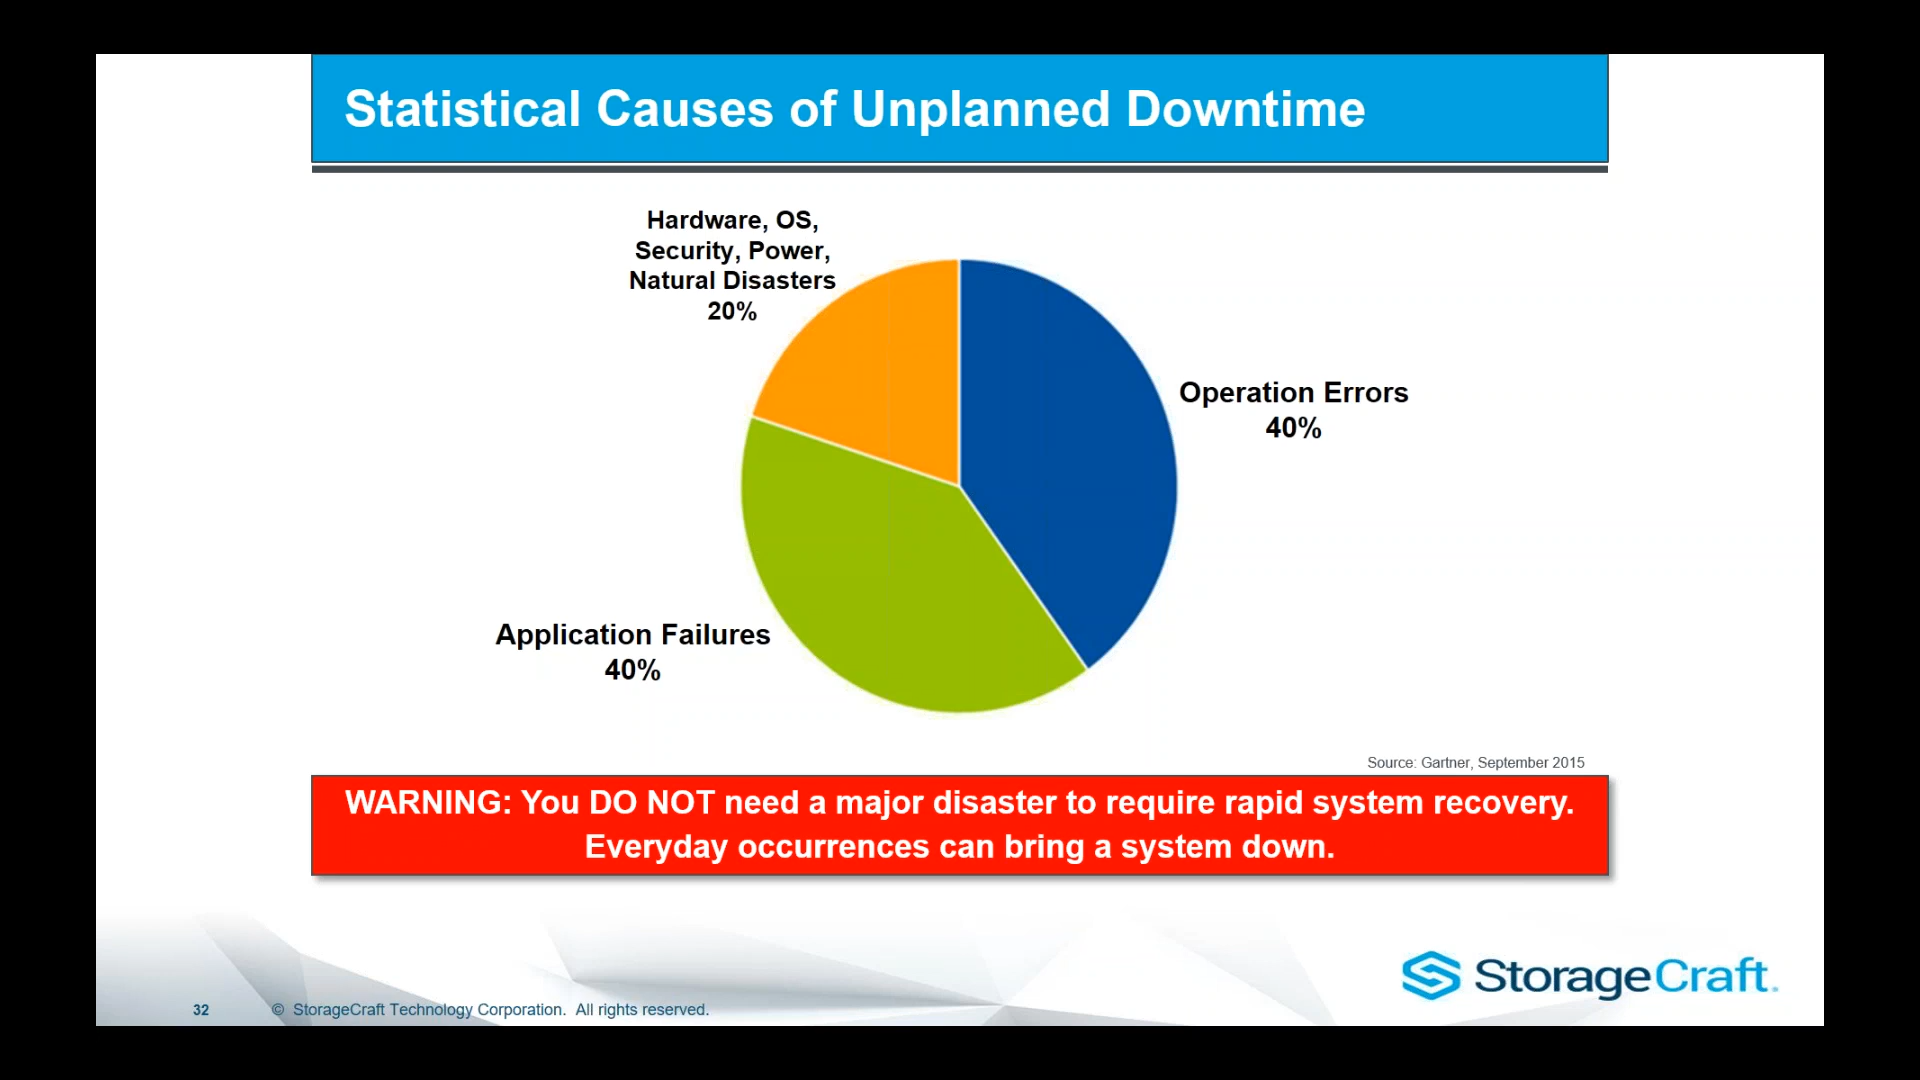 Statistical Causes of Unplanned Downtime
Hardware, OS,
Security, Power,
Natural Disasters
20%
Operation Errors
40%
Application Failures
40%
Source: Gartner, September 2015
WARNING: You DO NOT need a major disaster to require rapid system recovery.
Everyday occurrences can bring a system down.
StorageCraft.
32 © StorageCraft Technology Corporation. All rights reserved.